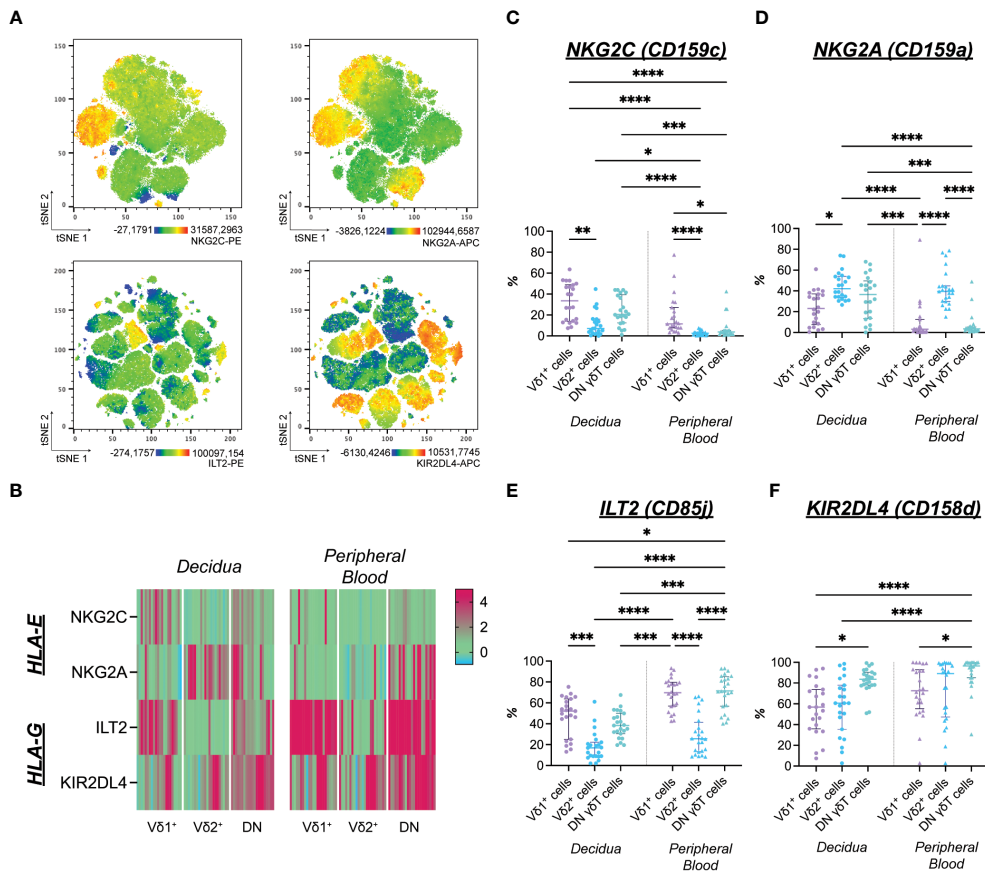 A
150
100
50
0
0
50
100
150
tSNE 2
tSNE 1
-27,1791
31587,2963
NKG2C-PE
150
100
50
0
0
50
100
150
tSNE 2
tSNE 1
-3826,1224
102944,6587
NKG2A-APC
200
150
100
50
0
0
50
100
150
200
tSNE 2
tSNE 1
-274,1757
100097,154
ILT2-PE
200
150
100
50
0
0
50
100
150
200
tSNE 2
tSNE 1
-6130,4246
10531,7745
KIR2DL4-APC
B
Decidua
Peripheral
Blood
HLA-E
HLA-G
NKG2C
NKG2A
ILT2
KIR2DL4
Vδ1+
Vδ2+
DN
Vδ1+
Vδ2+
DN
4
2
0
C
NKG2C (CD159c)
****
****
***
*
****
*
**
****
%
100
80
60
40
20
0
Vδ1+ cells
Vδ2+ cells
DN γδT cells
Vδ1+ cells
Vδ2+ cells
DN γδT cells
Decidua
Peripheral
Blood
D
NKG2A (CD159a)
****
***
****
****
*
***
****
%
100
80
60
40
20
0
Vδ1+ cells
Vδ2+ cells
DN γδT cells
Vδ1+ cells
Vδ2+ cells
DN γδT cells
Decidua
Peripheral
Blood
E
ILT2 (CD85j)
*
****
***
****
****
***
***
****
%
100
80
60
40
20
0
Vδ1+ cells
Vδ2+ cells
DN γδT cells
Vδ1+ cells
Vδ2+ cells
DN γδT cells
Decidua
Peripheral
Blood
F
KIR2DL4 (CD158d)
****
****
*
*
%
100
80
60
40
20
0
Vδ1+ cells
Vδ2+ cells
DN γδT cells
Vδ1+ cells
Vδ2+ cells
DN γδT cells
Decidua
Peripheral
Blood